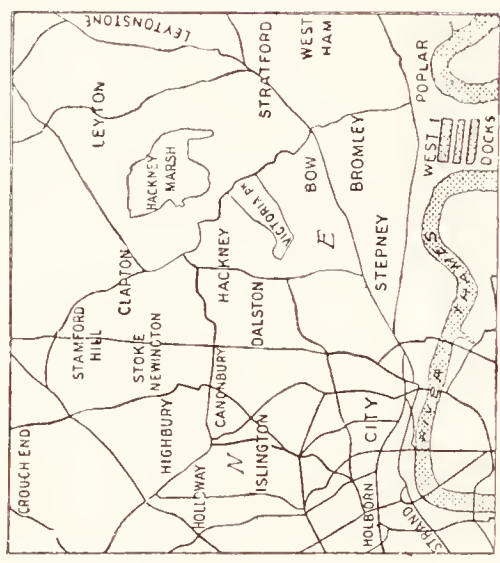 CROUCH END
STAMFORD
HILL
CLAPTON
STOKE
NEWINGTON
HIGHBURY
HOLLOWAY
N
ISLINGTON
CANONBURY
DALSTON
HACKNEY
HACKNEY
MARSH
LEYTON
LEYTONSTONE
STRATFORD
WEST
HAM
VICTORIA PK
BOW
BROMLEY
E
STEPNEY
POPLAR
WEST I
DOCKS
CITY
HOLBORN
STRAND
RIVER THAMES